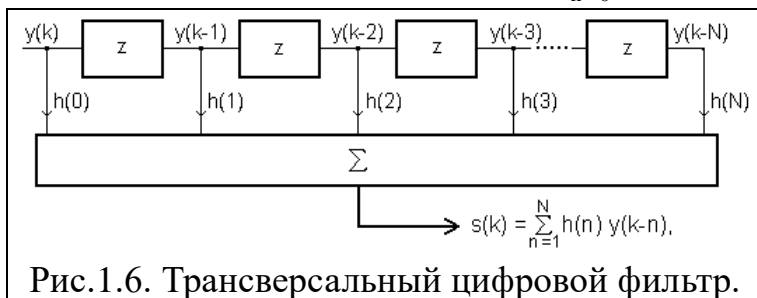 y(k) z y(k-1) z y(k-2) z y(k-3) ..... z y(k-N)
h(0) h(1) h(2) h(3) h(N)
Σ
s(k) = Σ h(n) y(k-n),
N
n=1
Рис.1.6. Трансверсальный цифровой фильтр.